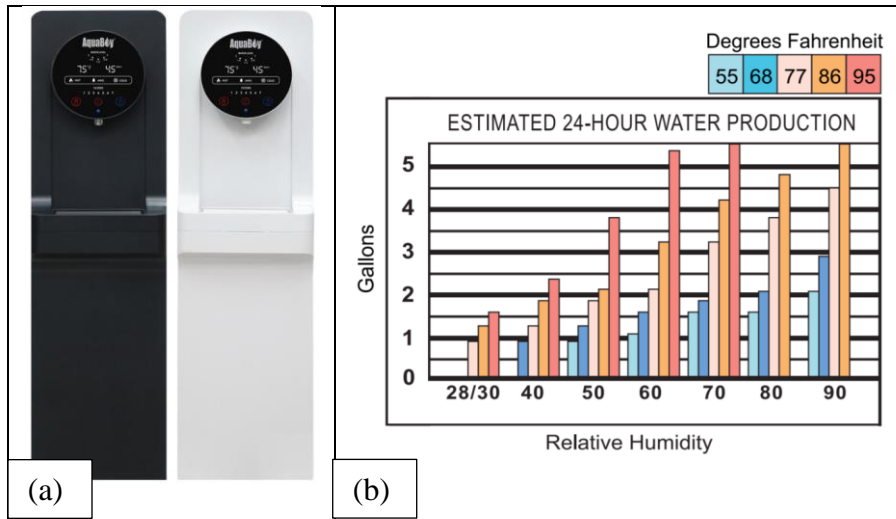 AquaBoy
75°F 45%
AquaBoy
75°F 45%
(a)
Degrees Fahrenheit
55 68 77 86 95
ESTIMATED 24-HOUR WATER PRODUCTION
5
4
3
2
1
0
Gallons
28/30 40 50 60 70 80 90
Relative Humidity
(b)